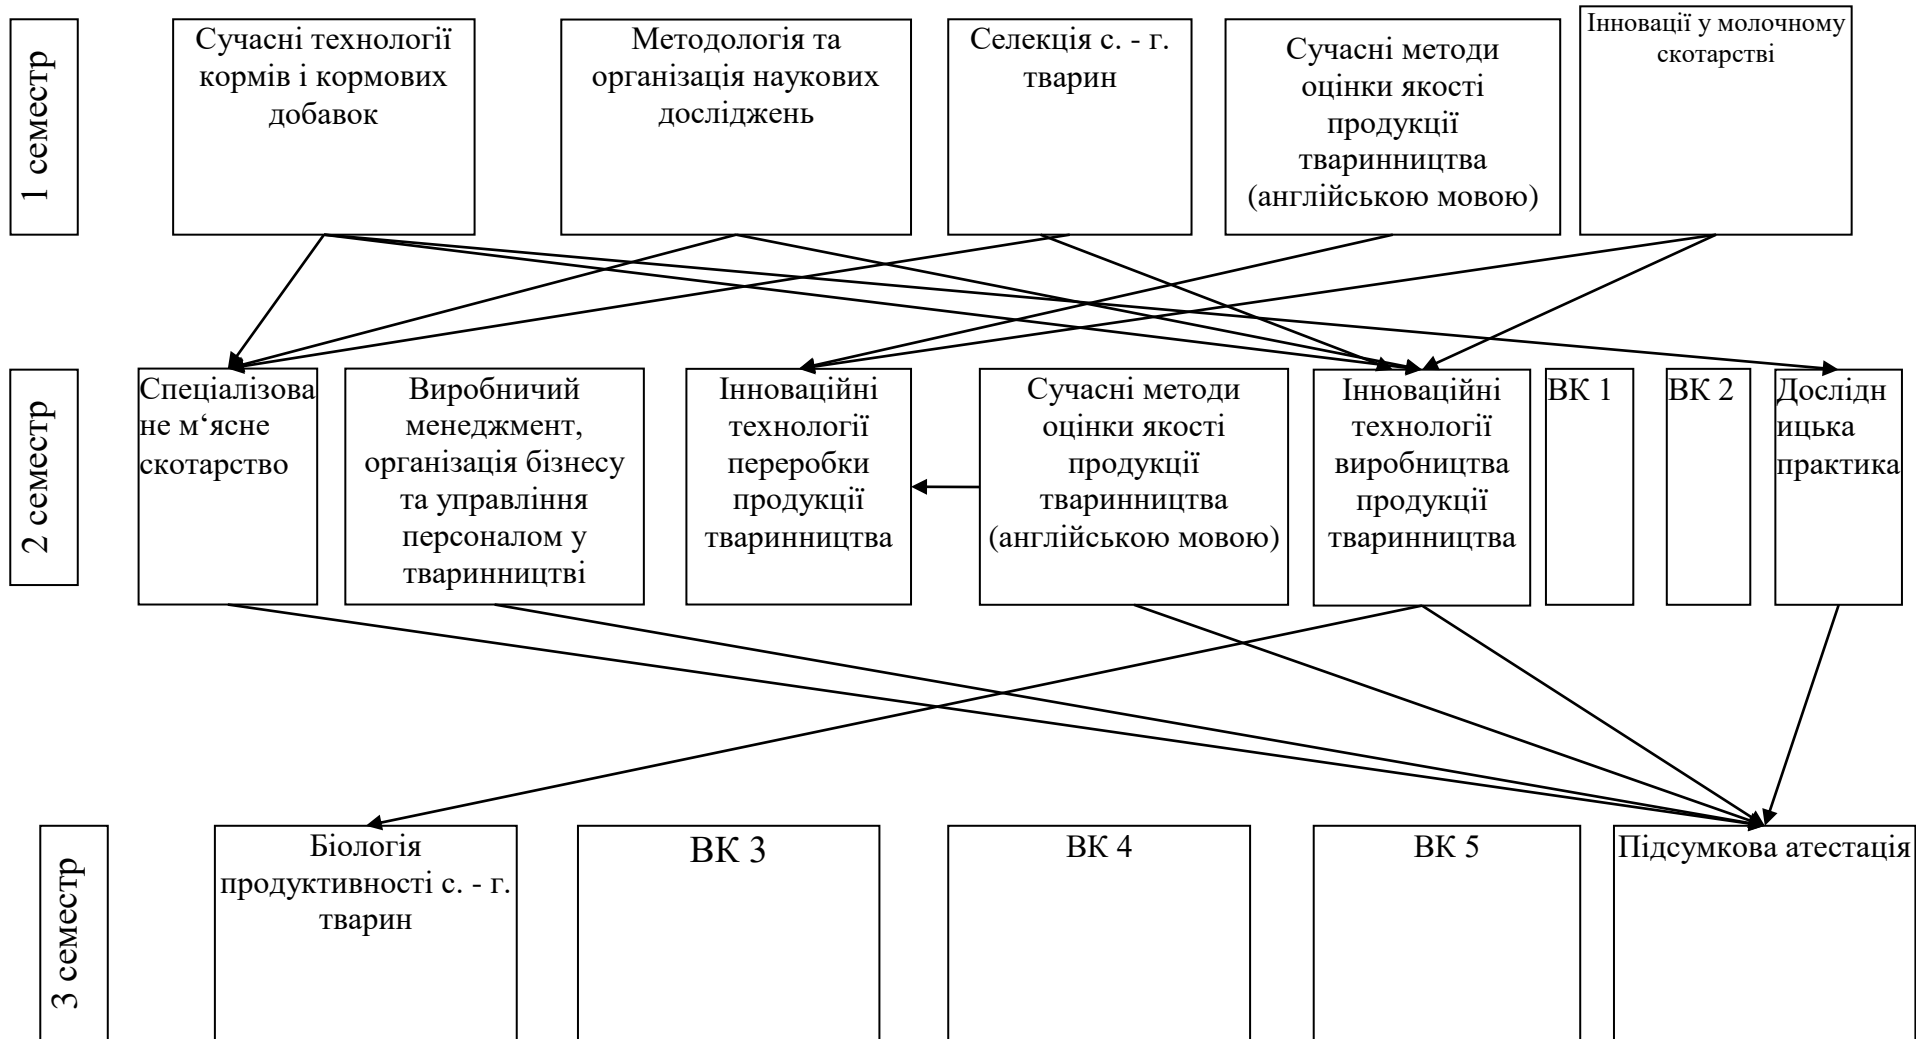 1 семестр
Сучасні технології
кормів і кормових
добавок
Методологія та
організація наукових
досліджень
Селекція с. - г.
тварин
Сучасні методи
оцінки якості
продукції
тваринництва
(англійською мовою)
Інновації у молочному
скотарстві
2 семестр
Спеціалізова
не м‘ясне
скотарство
Виробничий
менеджмент,
організація бізнесу
та управління
персоналом у
тваринництві
Інноваційні
технології
переробки
продукції
тваринництва
Сучасні методи
оцінки якості
продукції
тваринництва
(англійською мовою)
Інноваційні
технології
виробництва
продукції
тваринництва
ВК 1
ВК 2
Дослідн
ицька
практика
3 семестр
Біологія
продуктивності с. - г.
тварин
ВК 3
ВК 4
ВК 5
Підсумкова атестація